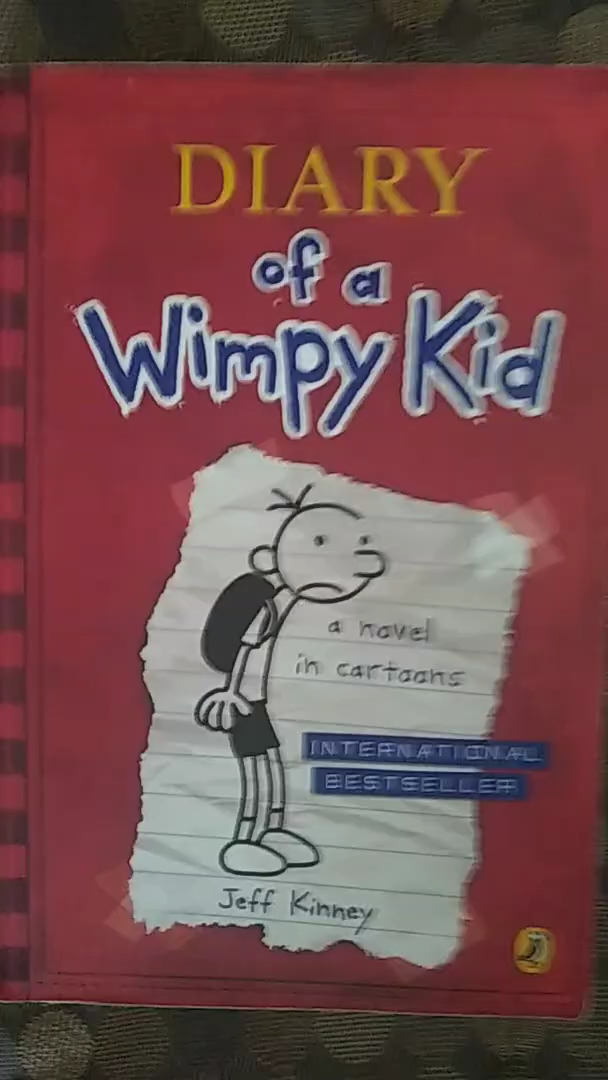 DIARY
of a
Wimpy Kid
a novel
in cartoons
INTERNATIONAL
BESTSELLER
Jeff Kinney